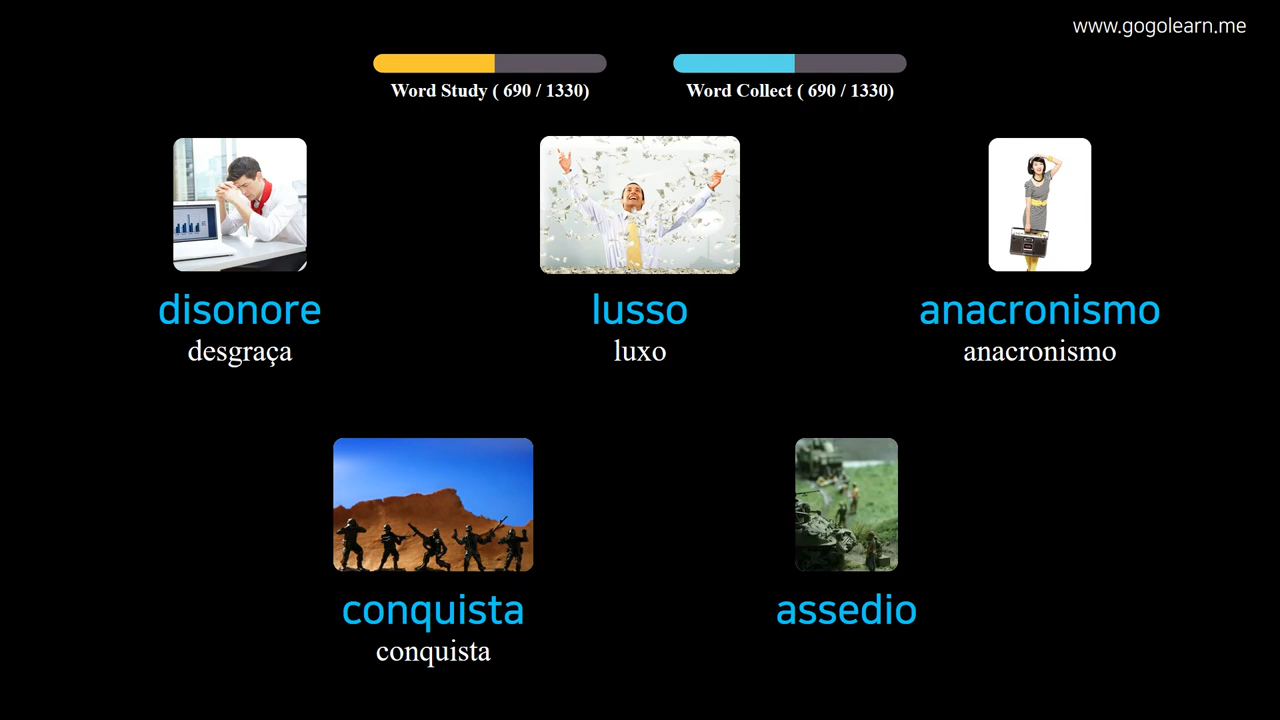 www.gogolearn.me
Word Study ( 690 / 1330)
Word Collect ( 690 / 1330)
disonore
desgraça
lusso
luxo
anacronismo
anacronismo
conquista
conquista
assedio